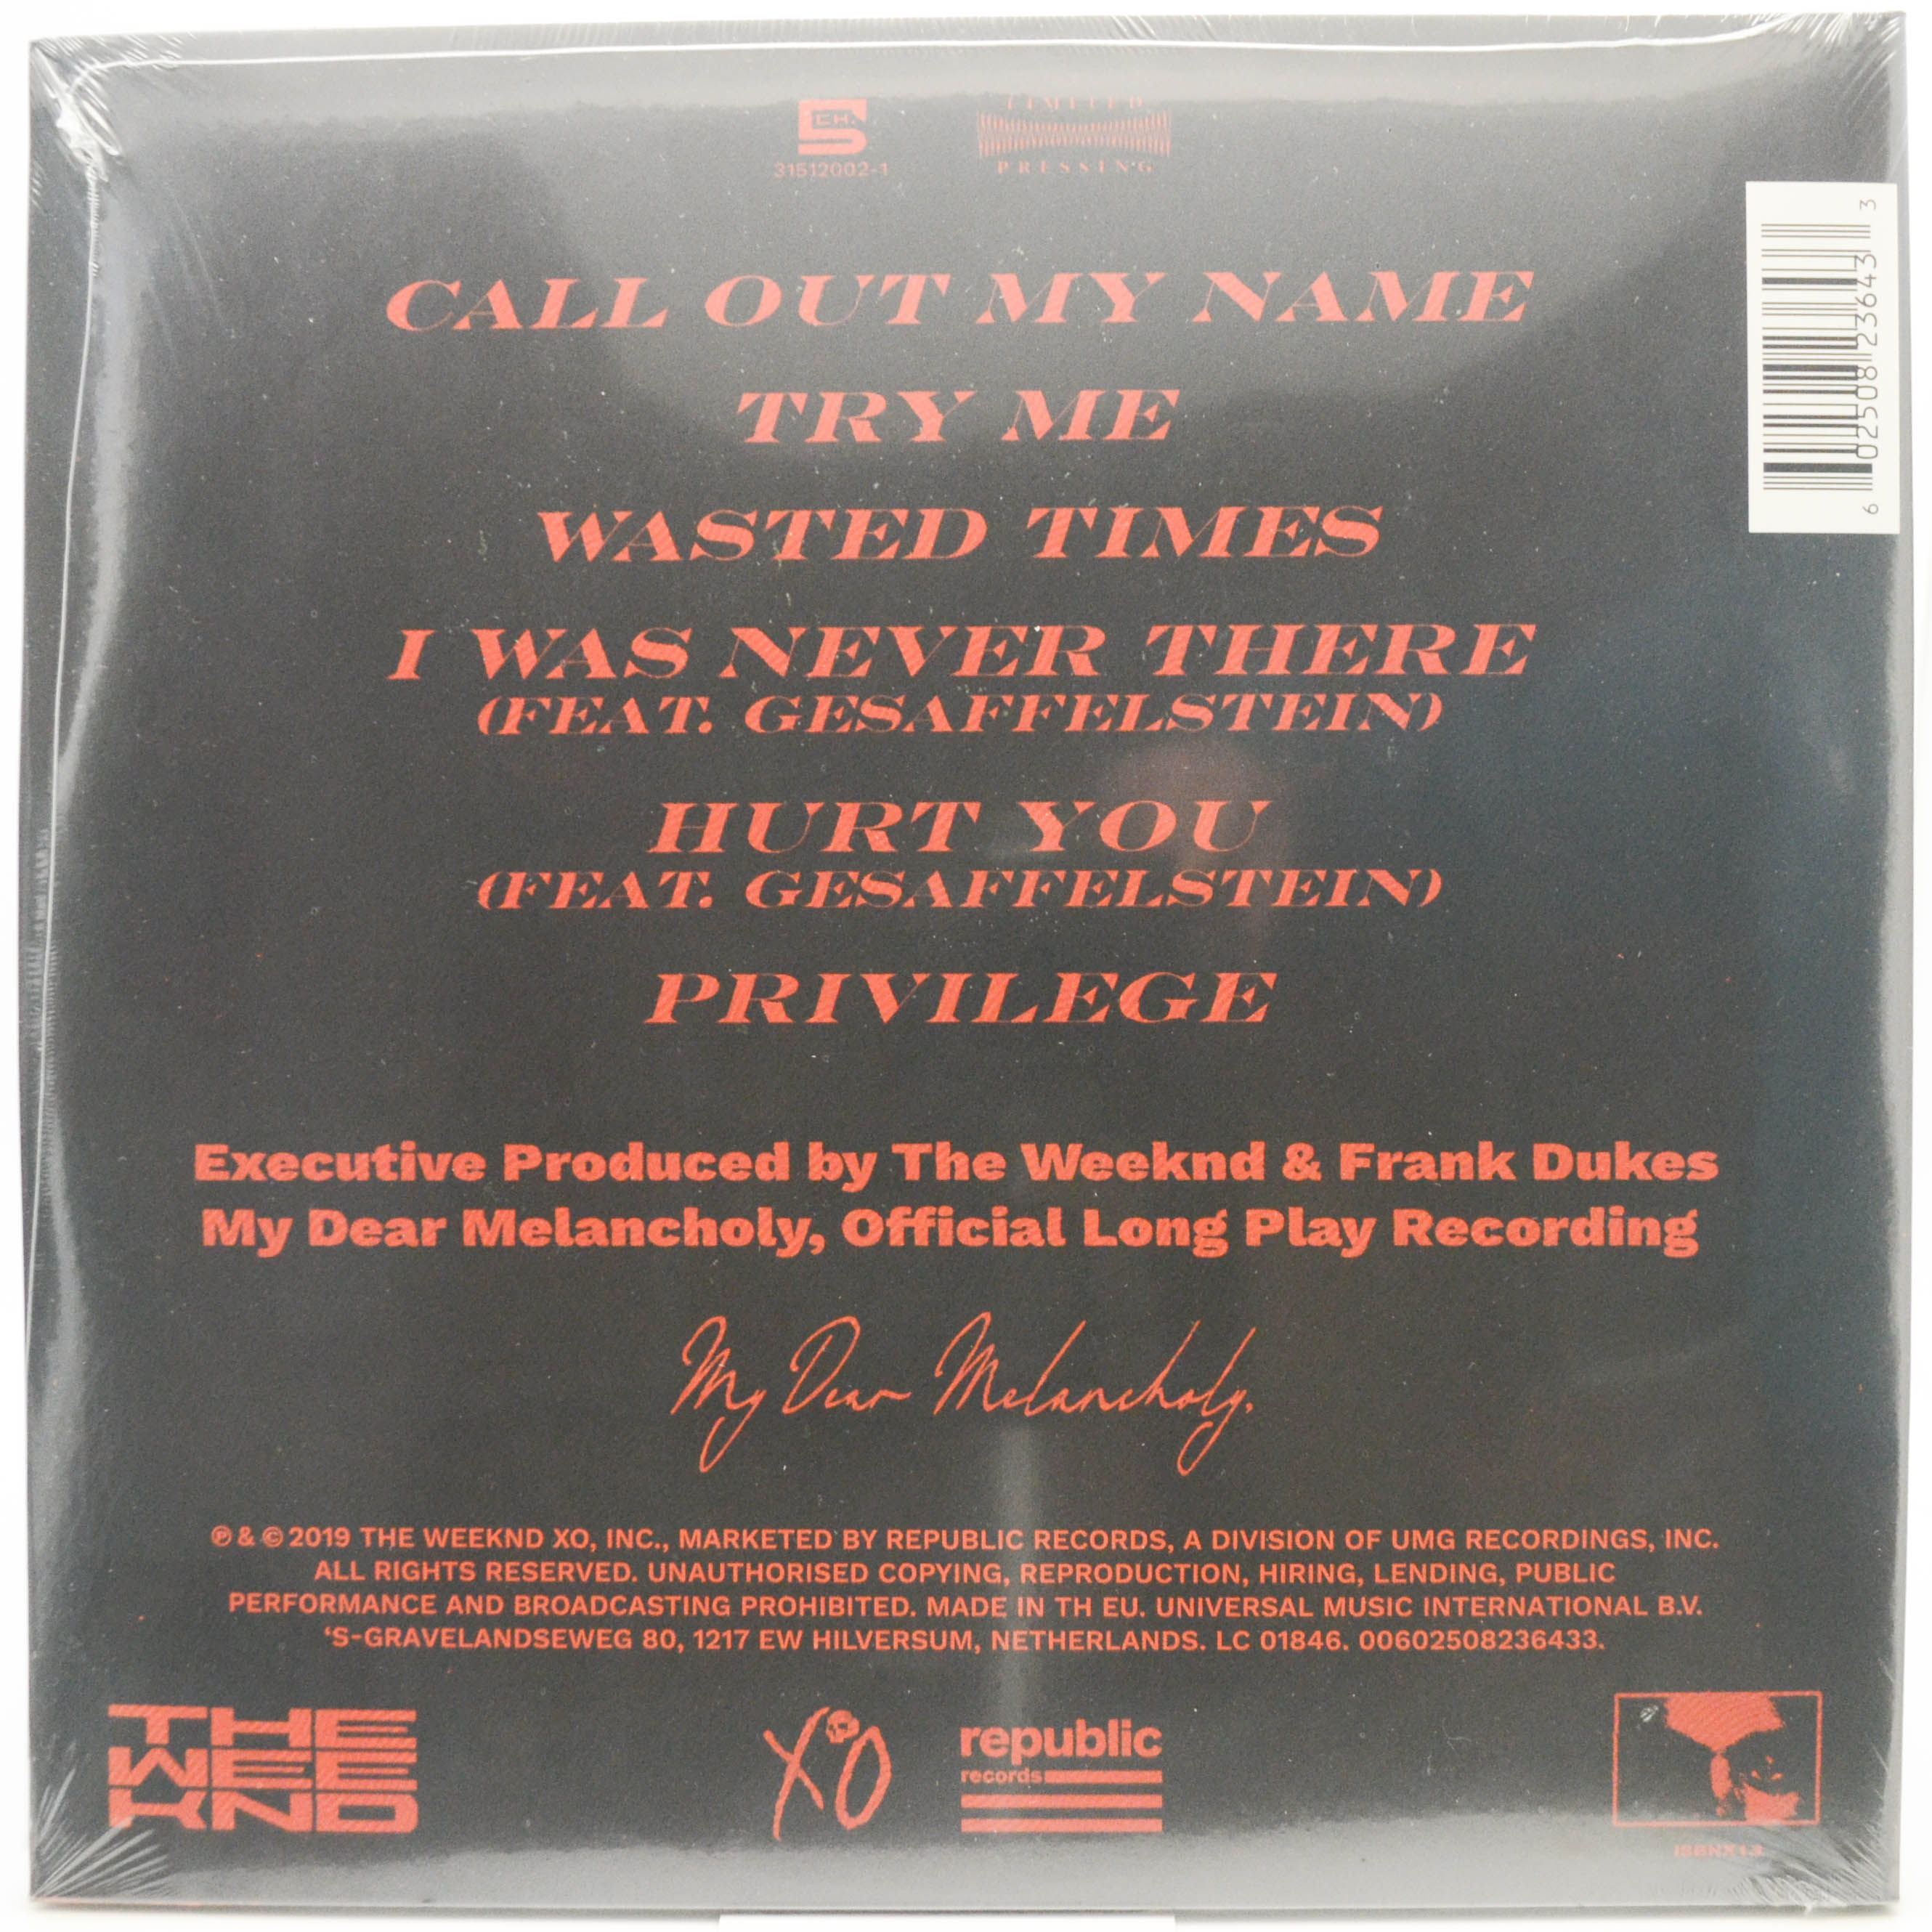 CH.
S
31512002-1
LIMITED
PRESSING
CALL OUT MY NAME
TRY ME
WASTED TIMES
I WAS NEVER THERE
(FEAT. GESAFFELSTEIN)
HURT YOU
(FEAT. GESAFFELSTEIN)
PRIVILEGE
6 02508 23643 3
Executive Produced by The Weeknd & Frank Dukes
My Dear Melancholy, Official Long Play Recording
My Dear Melancholy,
℗ & © 2019 THE WEEKND XO, INC., MARKETED BY REPUBLIC RECORDS, A DIVISION OF UMG RECORDINGS, INC.
ALL RIGHTS RESERVED. UNAUTHORISED COPYING, REPRODUCTION, HIRING, LENDING, PUBLIC
PERFORMANCE AND BROADCASTING PROHIBITED. MADE IN TH EU. UNIVERSAL MUSIC INTERNATIONAL B.V.
‘S-GRAVELANDSEWEG 80, 1217 EW HILVERSUM, NETHERLANDS. LC 01846. 00602508236433.
THE
WEE
KND
XO
republic
records